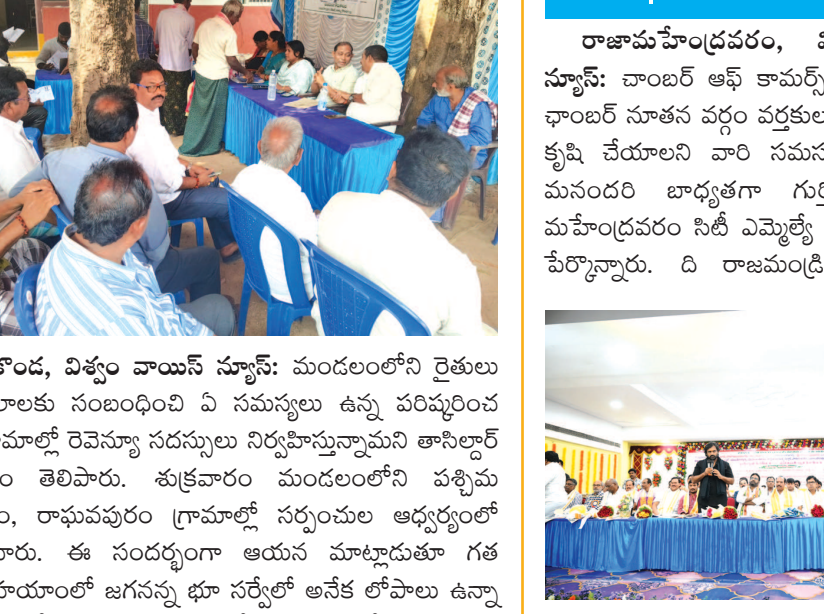 కొండ, విశ్వం వాయిస్ న్యూస్: మండలంలోని రైతులు
సంబంధించి ఏ సమస్యలు ఉన్న పరిష్కరించ
రెవెన్యూ సదస్సులు నిర్వహిస్తున్నామని తాసిల్దార్
తెలిపారు. శుక్రవారం మండలంలోని పశ్చిమ
రాఘవపురం గ్రామాల్లో సర్పంచుల ఆధ్వర్యంలో
ఈ సందర్భంగా ఆయన మాట్లాడుతూ గత
హయాంలో జగనన్న భూ సర్వేలో అనేక లోపాలు ఉన్నా
రాజామహేంద్రవరం,
న్యూస్: చాంబర్ ఆఫ్ కామర్స్
ఛాంబర్ నూతన వర్గం వర్తకుల
కృషి చేయాలని వారి
మనందరి బాధ్యతగా
మహేంద్రవరం సిటీ ఎమ్మెల్యే
పేర్కొన్నారు. ది రాజమండ్రి